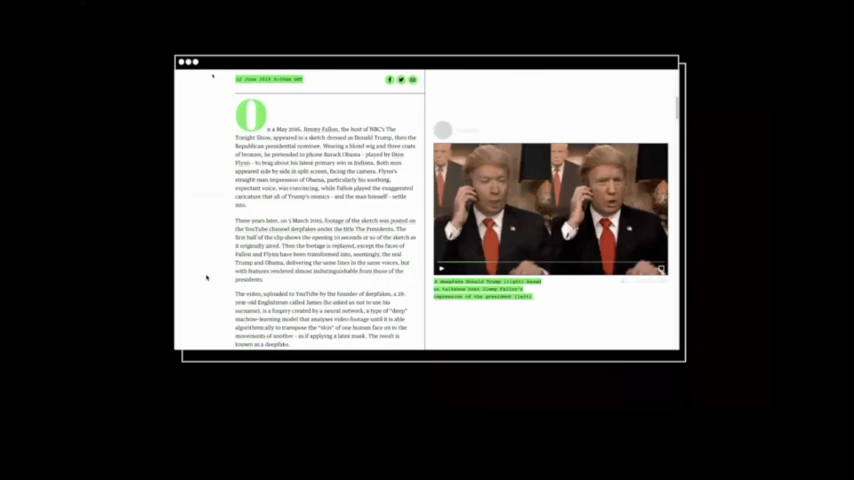 12 June 2019 5:00am GMT
O
n 4 May 2016, Jimmy Fallon, the host of NBC's The
Tonight Show, appeared in a sketch dressed as Donald Trump, then the
Republican presidential nominee. Wearing a blond wig and three coats
of bronze, he pretended to phone Barack Obama – played by Dion
Flynn – to brag about his latest primary win in Indiana. Both men
appeared side by side in split screen, facing the camera. Flynn's
straight-man impression of Obama, particularly his soothing,
expectant voice, was convincing, while Fallon played the exaggerated
caricature that all of Trump's mimics – and the man himself – settle
into.
Three years later, on 5 March 2019, footage of the sketch was posted on
the YouTube channel derpfakes under the title The Presidents. The
first half of the clip shows the opening 10 seconds or so of the sketch as
it originally aired. Then the footage is replayed, except the faces of
Fallon and Flynn have been transformed into, seemingly, the real
Trump and Obama, delivering the same lines in the same voices, but
with features rendered almost indistinguishable from those of the
presidents.
The video, uploaded to YouTube by the founder of derpfakes, a 28-
year-old Englishman called James (he asked us not to use his
surname), is a forgery created by a neural network, a type of "deep"
machine-learning model that analyses video footage until it is able
algorithmically to transpose the "skin" of one human face on to the
movements of another – as if applying a latex mask. The result is
known as a deepfake.
A deepfake Donald Trump (right) based
on talkshow host Jimmy Fallon's
impression of the president (left)